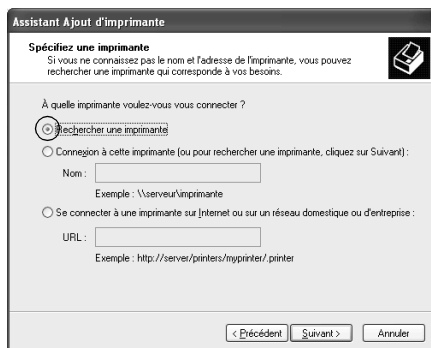 Assistant Ajout d'imprimante
Spécifiez une imprimante
Si vous ne connaissez pas le nom et l'adresse de l'imprimante, vous pouvez
rechercher une imprimante qui corresponde à vos besoins.
À quelle imprimante voulez-vous vous connecter ?
Rechercher une imprimante
Connexion à cette imprimante (ou pour rechercher une imprimante, cliquez sur Suivant) :
Nom :
Exemple : \\serveur\imprimante
Se connecter à une imprimante sur Internet ou sur un réseau domestique ou d'entreprise :
URL :
Exemple : http://server/printers/myprinter/.printer
< Précédent Suivant > Annuler